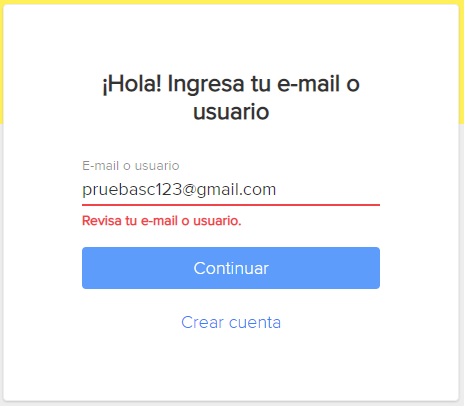 ¡Hola! Ingresa tu e-mail o
usuario
E-mail o usuario
pruebasc123@gmail.com
Revisa tu e-mail o usuario.
Continuar
Crear cuenta